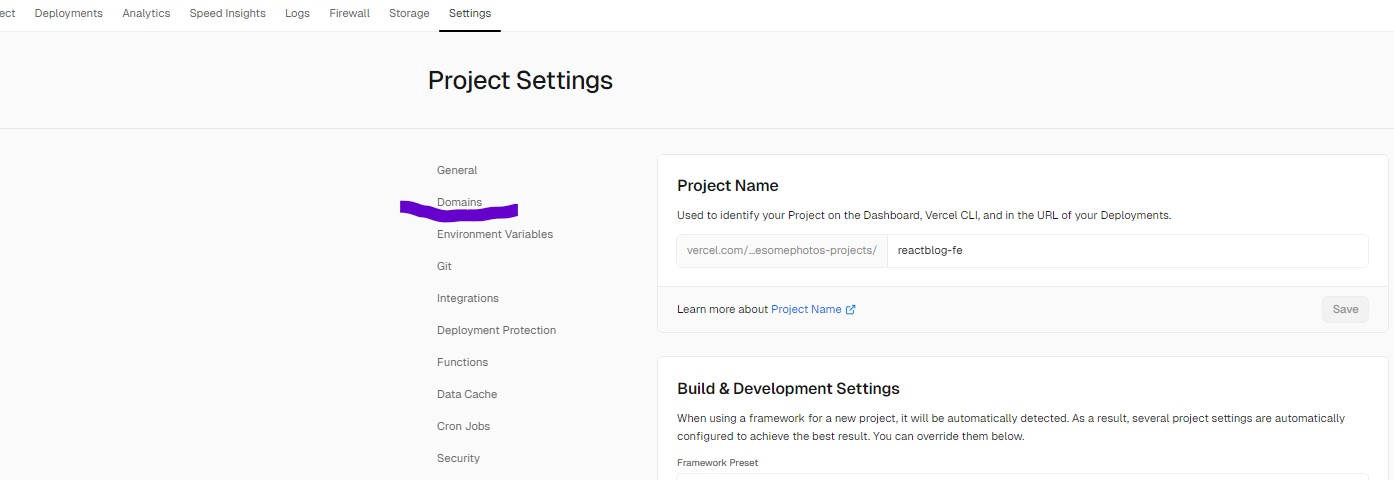 ect Deployments Analytics Speed Insights Logs Firewall Storage Settings
Project Settings
General
Domains
Environment Variables
Git
Integrations
Deployment Protection
Functions
Data Cache
Cron Jobs
Security
Project Name
Used to identify your Project on the Dashboard, Vercel CLI, and in the URL of your Deployments.
vercel.com/...esomephotos-projects/ reactblog-fe
Learn more about Project Name Save
Build & Development Settings
When using a framework for a new project, it will be automatically detected. As a result, several project settings are automatically
configured to achieve the best result. You can override them below.
Framework Preset